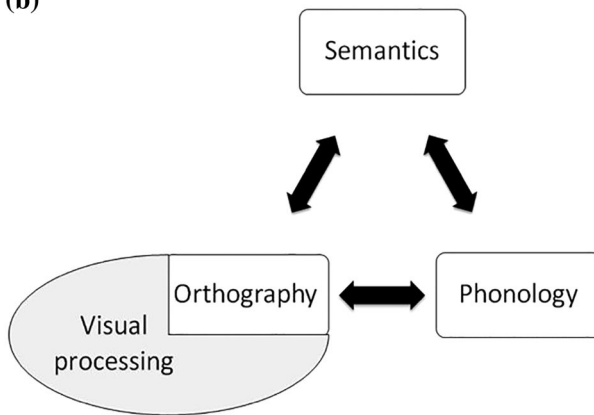 (b)
Semantics
Orthography
Phonology
Visual
processing